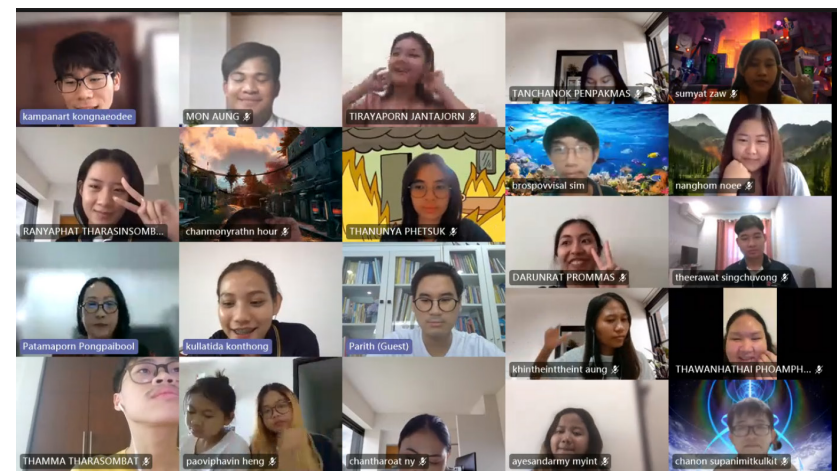 kampanart kongnaeodee
MON AUNG
TIRAYAPORN JANTAJORN
TANCHANOK PENPAKMAS
sumyat zaw
RANYAPHAT THARASINSOMB...
chanmonyrathn hour
THANUNYA PHETSUK
brospovvisal sim
nanghom noee
DARUNRAT PROMMAS
theerawat singchuvong
Patamaporn Pongpaibool
kullatida konthong
Parith (Guest)
khintheinttheint aung
THAWANHATHAI PHOAMPH...
THAMMA THARASOMBAT
paoviphavin heng
chantharoat ny
ayesandarmy myint
chanon supanimitkulkit